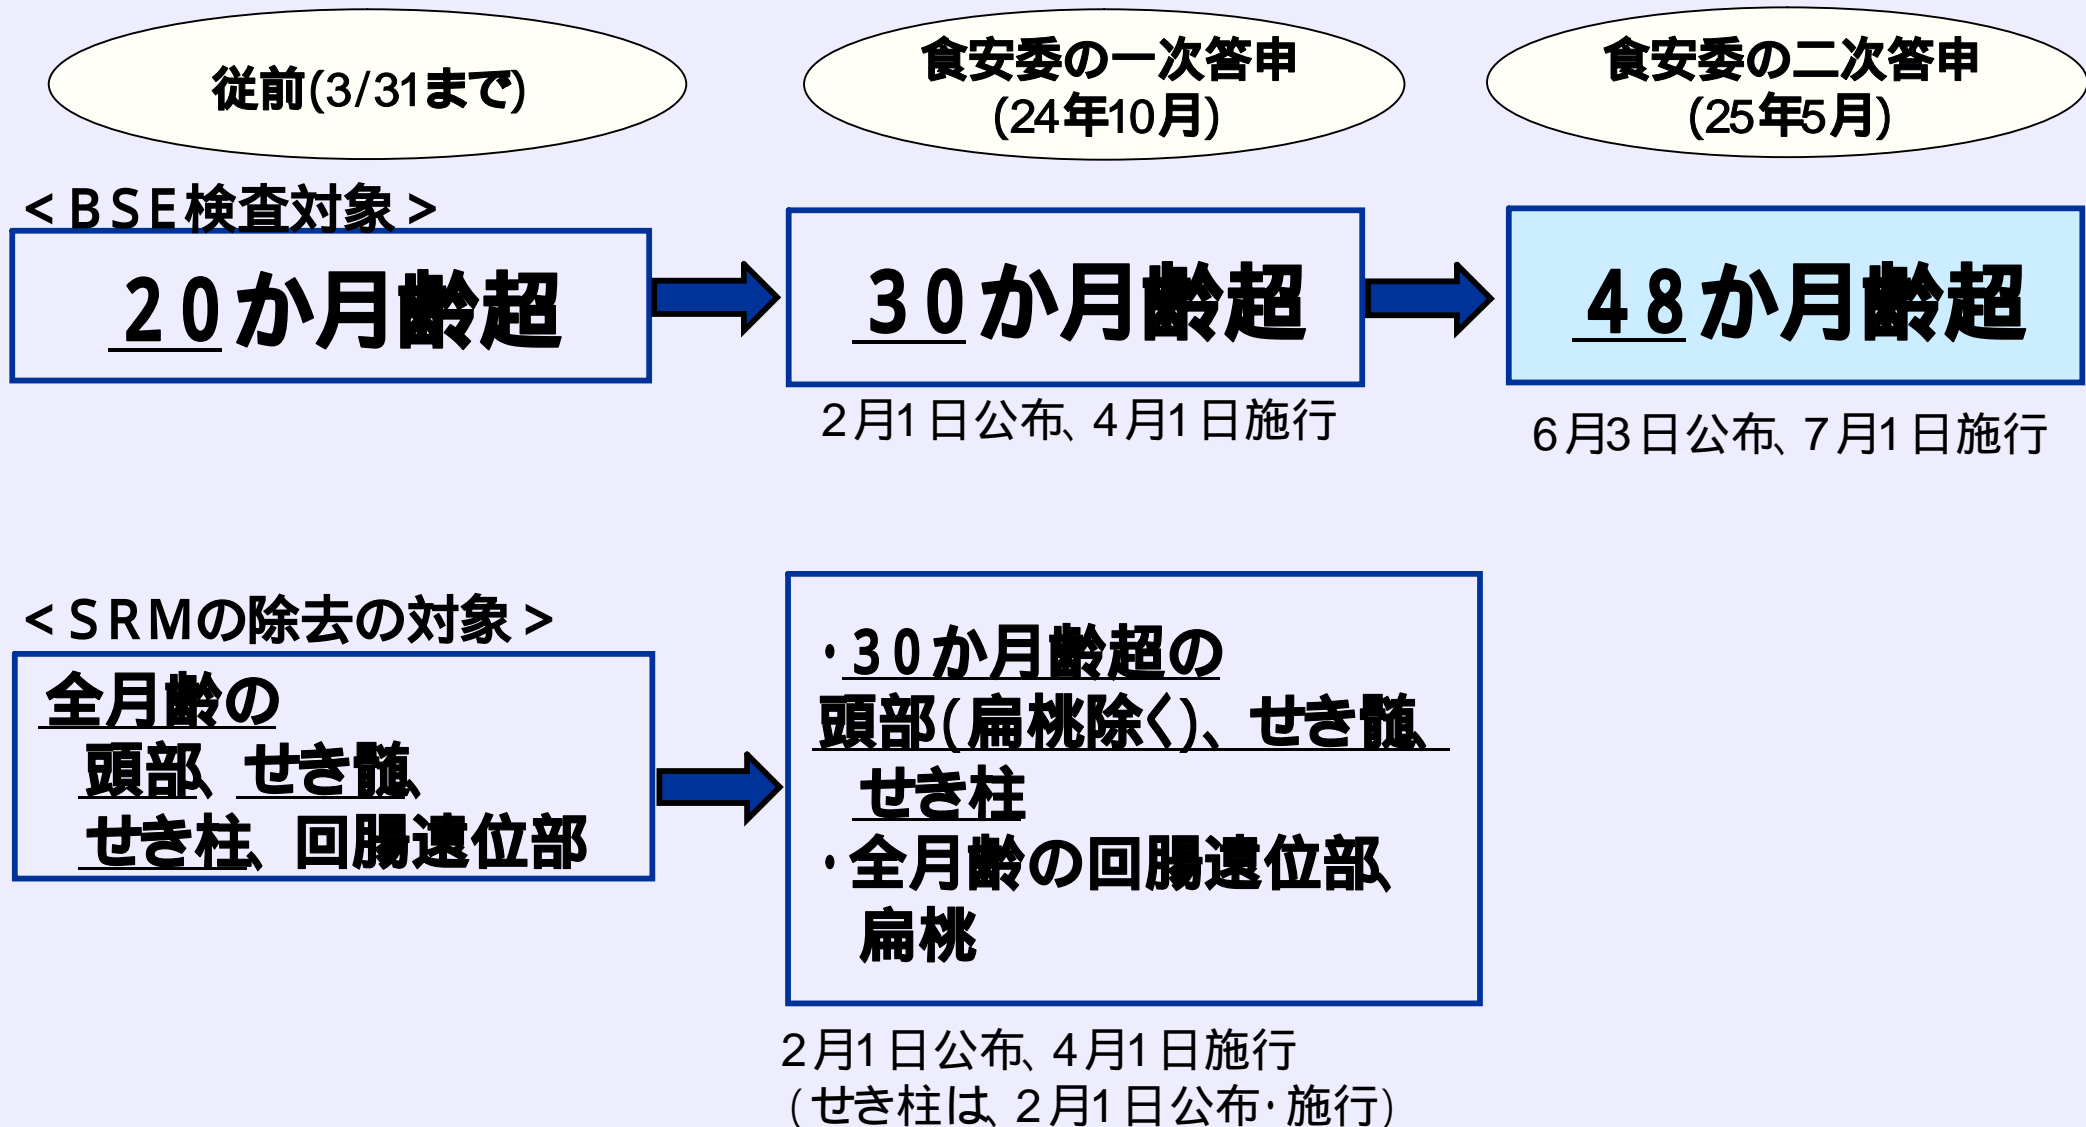 従前(3/31まで)
食安委の一次答申
(24年10月)
食安委の二次答申
(25年5月)
<BSE検査対象>
20か月齢超
30か月齢超
48か月齢超
2月1日公布、4月1日施行
6月3日公布、7月1日施行
<SRMの除去の対象>
全月齢の
頭部、せき髄、
せき柱、回腸遠位部
・30か月齢超の
頭部(扁桃除く)、せき髄、
せき柱
・全月齢の回腸遠位部、
扁桃
2月1日公布、4月1日施行
(せき柱は、2月1日公布・施行)